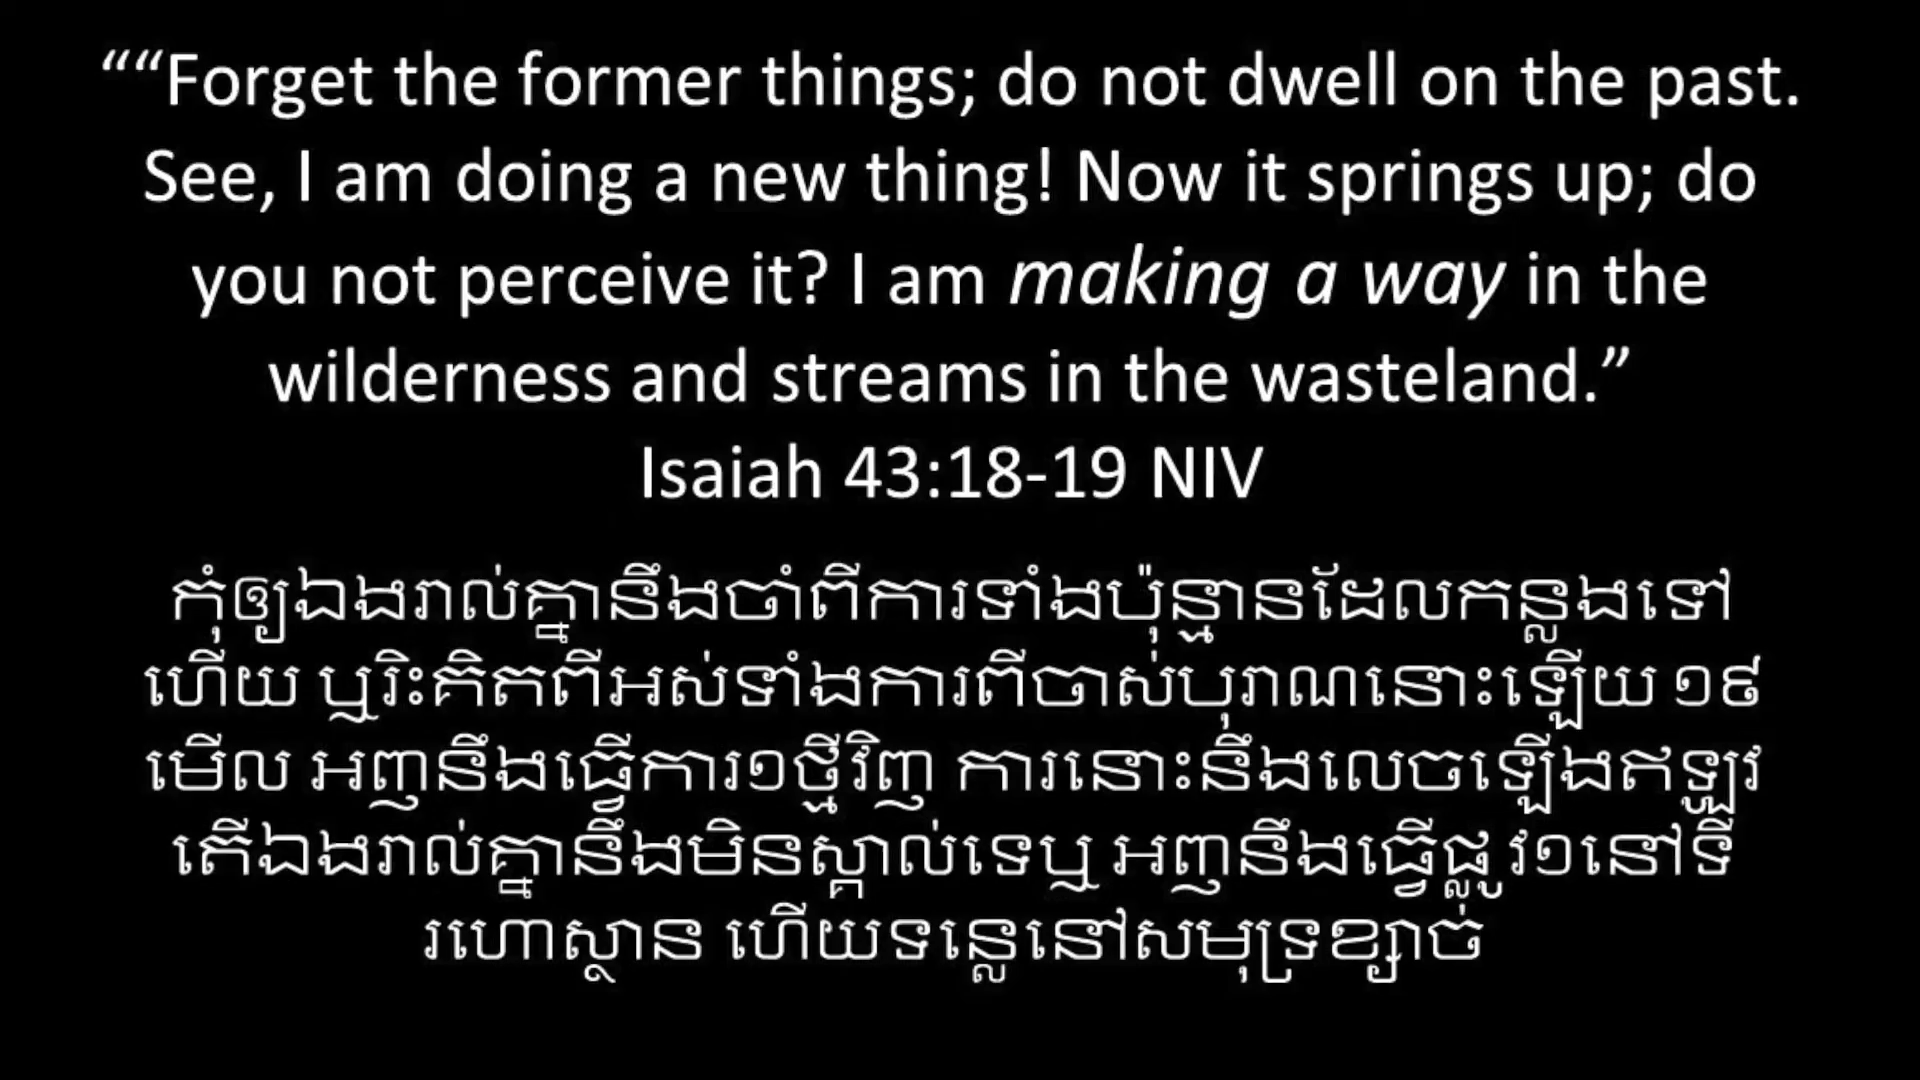 ““Forget the former things; do not dwell on the past.
See, I am doing a new thing! Now it springs up; do
you not perceive it? I am making a way in the
wilderness and streams in the wasteland.”
Isaiah 43:18-19 NIV
កុំឲ្យឯងរាល់គ្នានឹងចាំពីការទាំងប៉ុន្មានដែលកន្លងទៅ
ហើយ ឬរិះគិតពីអស់ទាំងការពីចាស់បុរាណនោះឡើយ ១៩
មើល អញនឹងធ្វើការ១ថ្មីវិញ ការនោះនឹងលេចឡើងឥឡូវ
តើឯងរាល់គ្នានឹងមិនស្គាល់ទេឬ អញនឹងធ្វើផ្លូវ១នៅទី
រហោស្ថាន ហើយទន្លេនៅសមុទ្រខ្សាច់